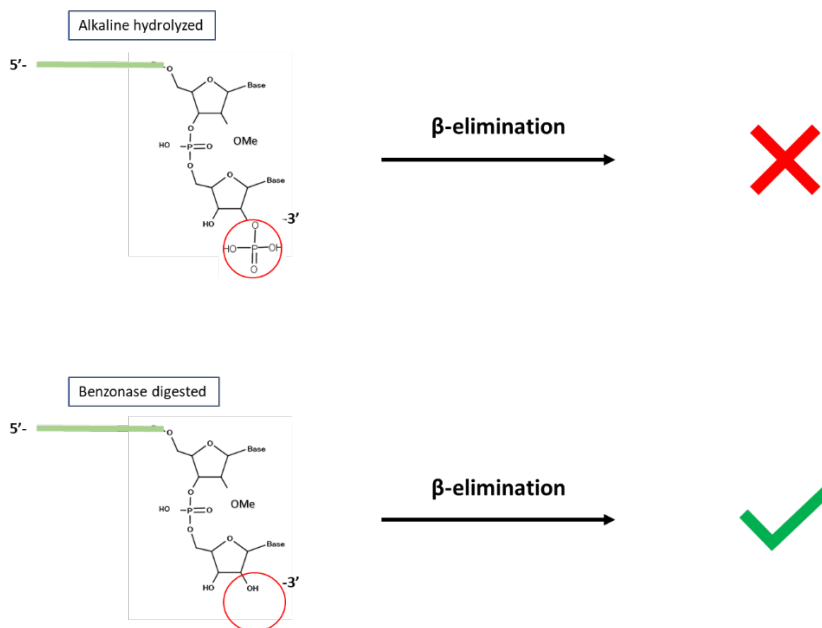 Alkaline hydrolyzed
5'-
O
O
Base
O
HO
P
O
OMe
O
O
Base
HO
-3'
O
HO
P
OH
O
β-elimination
Benzonase digested
5'-
O
O
Base
O
HO
P
O
OMe
O
O
Base
HO
OH
-3'
β-elimination